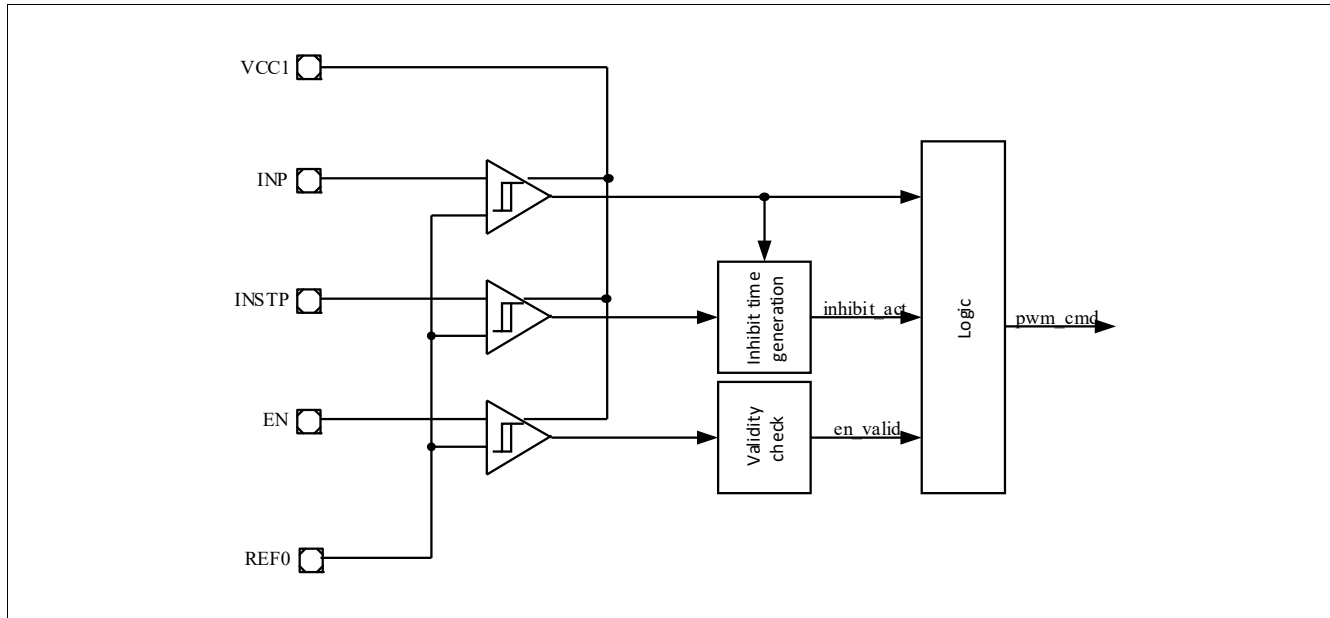 VCC1
INP
INSTP
EN
REF0
Inhibit time
generation
inhibit_act
Validity
check
en_valid
Logic
pwm_cmd